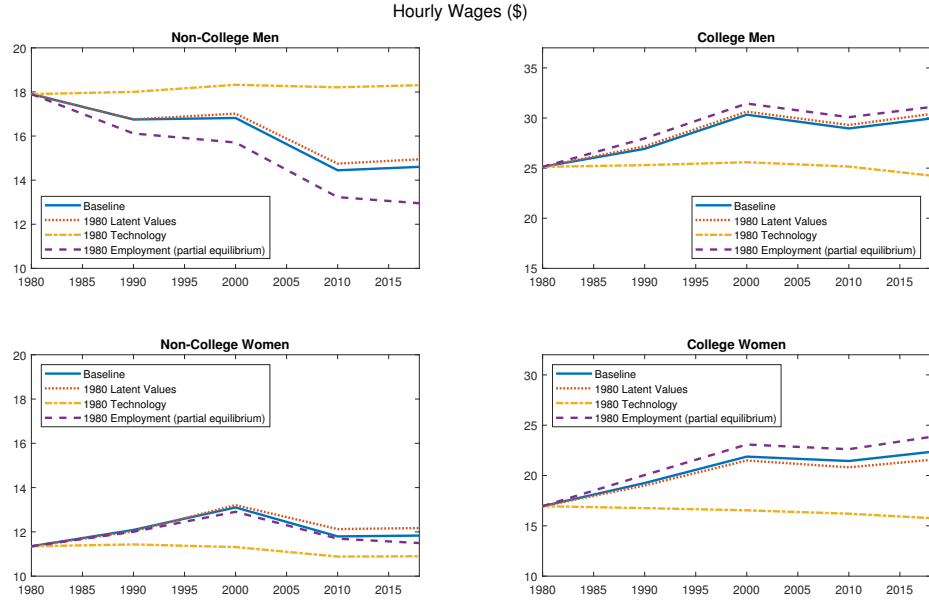 Hourly Wages ($)
Non-College Men
20
18
16
14
12
10
1980 1985 1990 1995 2000 2005 2010 2015
Baseline
1980 Latent Values
1980 Technology
1980 Employment (partial equilibrium)
College Men
35
30
25
20
15
1980 1985 1990 1995 2000 2005 2010 2015
Baseline
1980 Latent Values
1980 Technology
1980 Employment (partial equilibrium)
Non-College Women
20
18
16
14
12
10
1980 1985 1990 1995 2000 2005 2010 2015
Baseline
1980 Latent Values
1980 Technology
1980 Employment (partial equilibrium)
College Women
30
25
20
15
10
1980 1985 1990 1995 2000 2005 2010 2015
Baseline
1980 Latent Values
1980 Technology
1980 Employment (partial equilibrium)